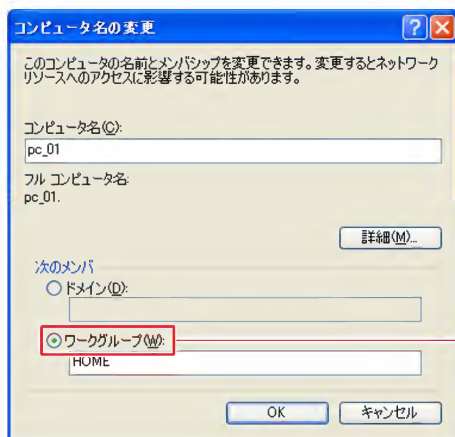 コンピュータ名の変更
このコンピュータの名前とメンバシップを変更できます。変更するとネットワーク
リソースへのアクセスに影響する可能性があります。
コンピュータ名(C):
pc_01
フル コンピュータ名:
pc_01.
詳細(M)...
次のメンバ
ドメイン(D):
ワークグループ(W):
HOME
OK
キャンセル